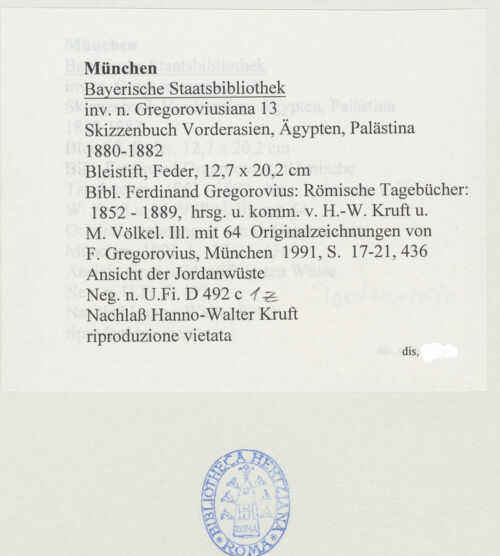 München
Bayerische Staatsbibliothek
inv. n. Gregoroviusiana 13
Skizzenbuch Vorderasien, Ägypten, Palästina
1880-1882
Bleistift, Feder, 12,7 x 20,2 cm
Bibl. Ferdinand Gregorovius: Römische Tagebücher:
1852 - 1889, hrsg. u. komm. v. H.-W. Kruft u.
M. Völkel. Ill. mit 64 Originalzeichnungen von
F. Gregorovius, München 1991, S. 17-21, 436
Ansicht der Jordanwüste
Neg. n. U.Fi. D 492 c 1z
Nachlaß Hanno-Walter Kruft
riproduzione vietata
dis,
BIBLIOTHECA HERTZIANA
ROMA
*ROMA*